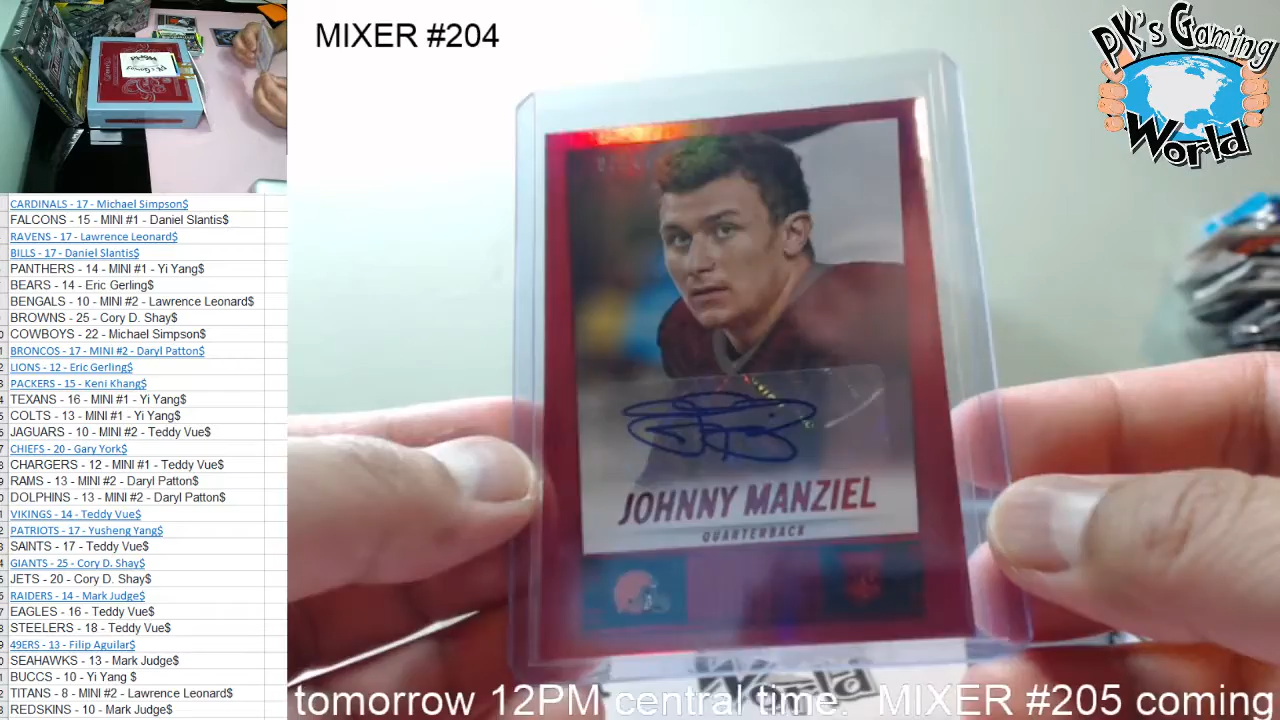 MIXER #204
PK's Gaming
World
CARDINALS - 17 - Michael Simpson$
FALCONS - 15 - MINI #1 - Daniel Slantis$
RAVENS - 17 - Lawrence Leonard$
BILLS - 17 - Daniel Slantis$
PANTHERS - 14 - MINI #1 - Yi Yang$
BEARS - 14 - Eric Gerling$
BENGALS - 10 - MINI #2 - Lawrence Leonard$
BROWNS - 25 - Cory D. Shay$
COWBOYS - 22 - Michael Simpson$
BRONCOS - 17 - MINI #2 - Daryl Patton$
LIONS - 12 - Eric Gerling$
PACKERS - 15 - Keni Khang$
TEXANS - 16 - MINI #1 - Yi Yang$
COLTS - 13 - MINI #1 - Yi Yang$
JAGUARS - 10 - MINI #2 - Teddy Vue$
CHIEFS - 20 - Gary York$
CHARGERS - 12 - MINI #1 - Teddy Vue$
RAMS - 13 - MINI #2 - Daryl Patton$
DOLPHINS - 13 - MINI #2 - Daryl Patton$
VIKINGS - 14 - Teddy Vue$
PATRIOTS - 17 - Yusheng Yang$
SAINTS - 17 - Teddy Vue$
GIANTS - 25 - Cory D. Shay$
JETS - 20 - Cory D. Shay$
RAIDERS - 14 - Mark Judge$
EAGLES - 16 - Teddy Vue$
STEELERS - 18 - Teddy Vue$
49ERS - 13 - Filip Aguilar$
SEAHAWKS - 13 - Mark Judge$
BUCCS - 10 - Yi Yang $
TITANS - 8 - MINI #2 - Lawrence Leonard$
REDSKINS - 10 - Mark Judge$
JOHNNY MANZIEL
QUARTERBACK
tomorrow 12PM central time. MIXER #205 coming